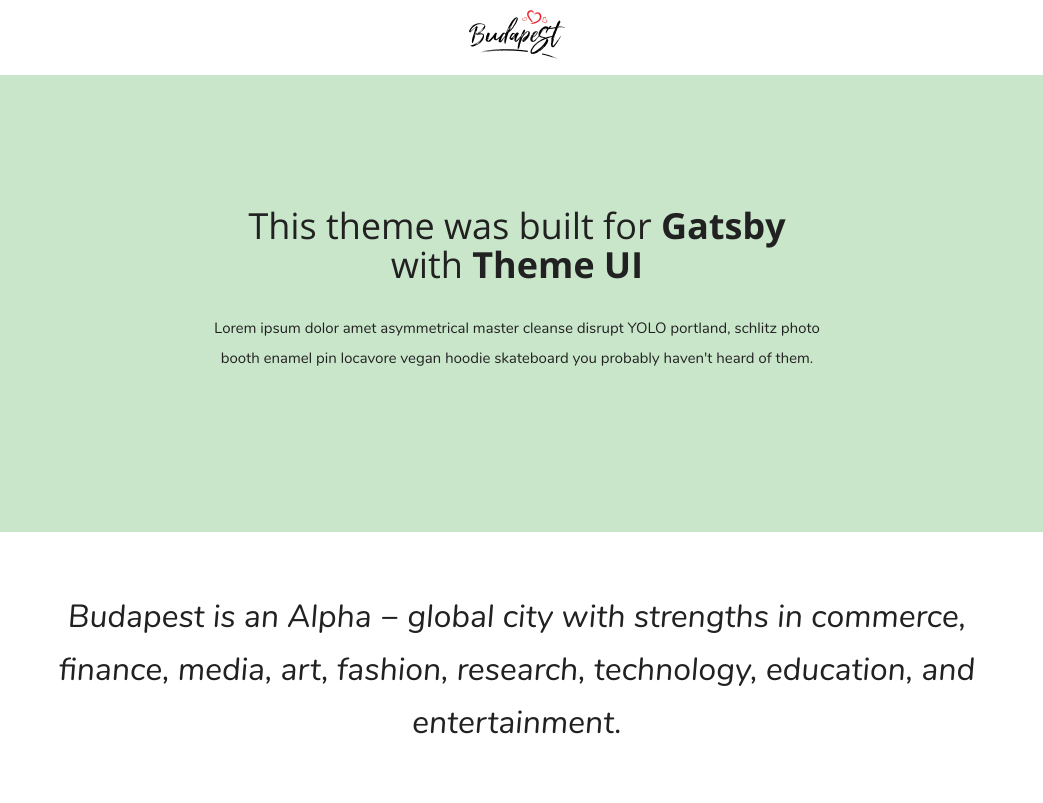 Budapest
This theme was built for Gatsby
with Theme UI
Lorem ipsum dolor amet asymmetrical master cleanse disrupt YOLO portland, schlitz photo
booth enamel pin locavore vegan hoodie skateboard you probably haven't heard of them.
Budapest is an Alpha – global city with strengths in commerce,
finance, media, art, fashion, research, technology, education, and
entertainment.